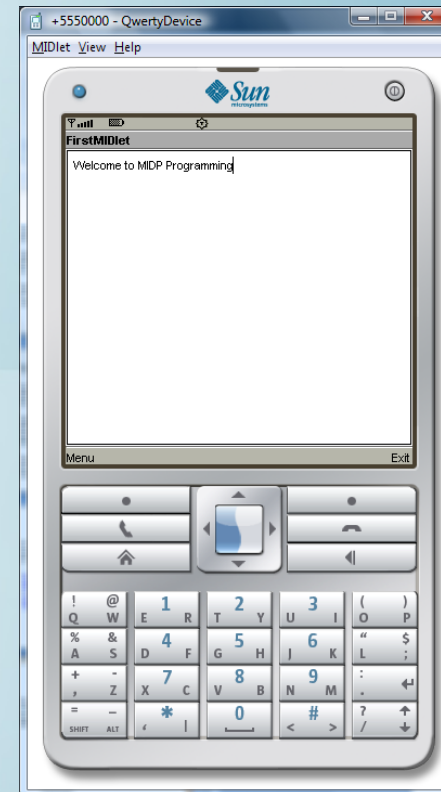 +5550000 - QwertyDevice
MIDlet View Help
Sun
microsystems
FirstMIDlet
Welcome to MIDP Programming
Menu Exit
! @ 1 2 3 ( )
Q W E R T Y U I O P
% & 4 5 6 “ $
A S D F G H J K L ;
+ - 7 8 9 :
, Z X C V B N M .
= – * 0 # ?
SHIFT ALT ‘ | < > /